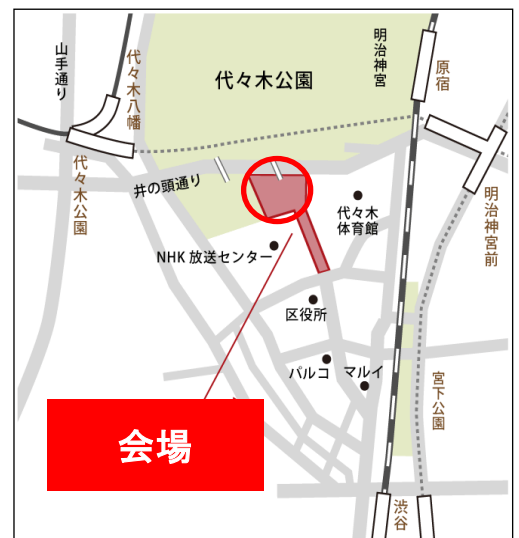 山手通り
代々木八幡
代々木公園
明治神宮
原宿
代々木公園
井の頭通り
代々木
体育館
明治神宮前
NHK 放送センター
区役所
パルコ
マルイ
宮下公園
会場
渋谷